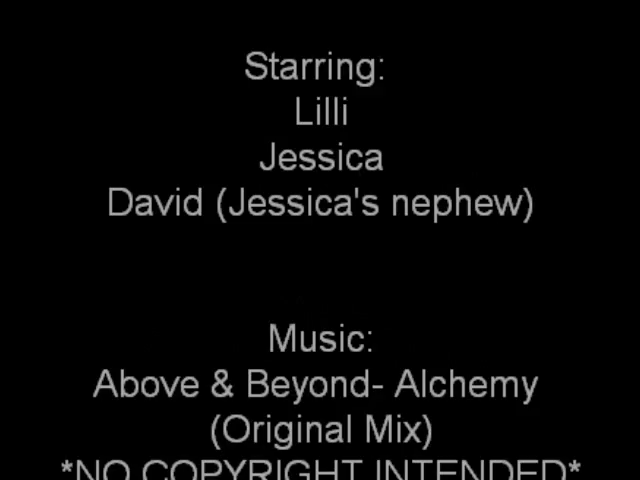 Starring:
Lilli
Jessica
David (Jessica's nephew)
Music:
Above & Beyond- Alchemy
(Original Mix)
*NO COPYRIGHT INTENDED*